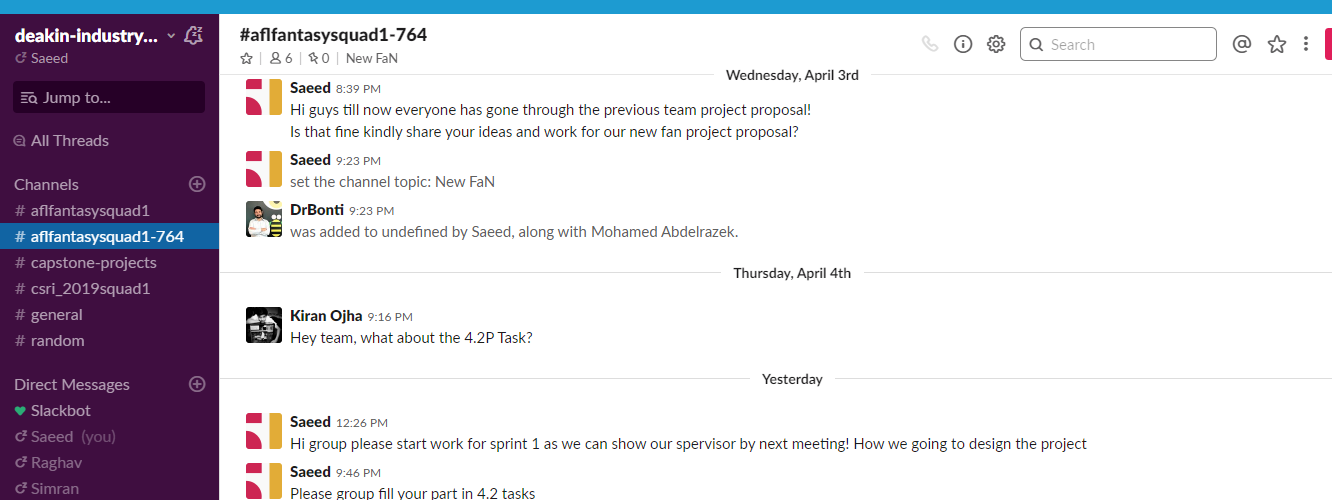 deakin-industry...
Saeed
Jump to...
All Threads
Channels
# aflfantasysquad1
# aflfantasysquad1-764
# capstone-projects
# csri_2019squad1
# general
# random
Direct Messages
Slackbot
Saeed (you)
Raghav
Simran
#aflfantasysquad1-764
6 | 0 | New FaN
Search
Wednesday, April 3rd
Saeed 8:39 PM
Hi guys till now everyone has gone through the previous team project proposal!
Is that fine kindly share your ideas and work for our new fan project proposal?
Saeed 9:23 PM
set the channel topic: New FaN
DrBonti 9:23 PM
was added to undefined by Saeed, along with Mohamed Abdelrazek.
Thursday, April 4th
Kiran Ojha 9:16 PM
Hey team, what about the 4.2P Task?
Yesterday
Saeed 12:26 PM
Hi group please start work for sprint 1 as we can show our spervisor by next meeting! How we going to design the project
Saeed 9:46 PM
Please group fill your part in 4.2 tasks